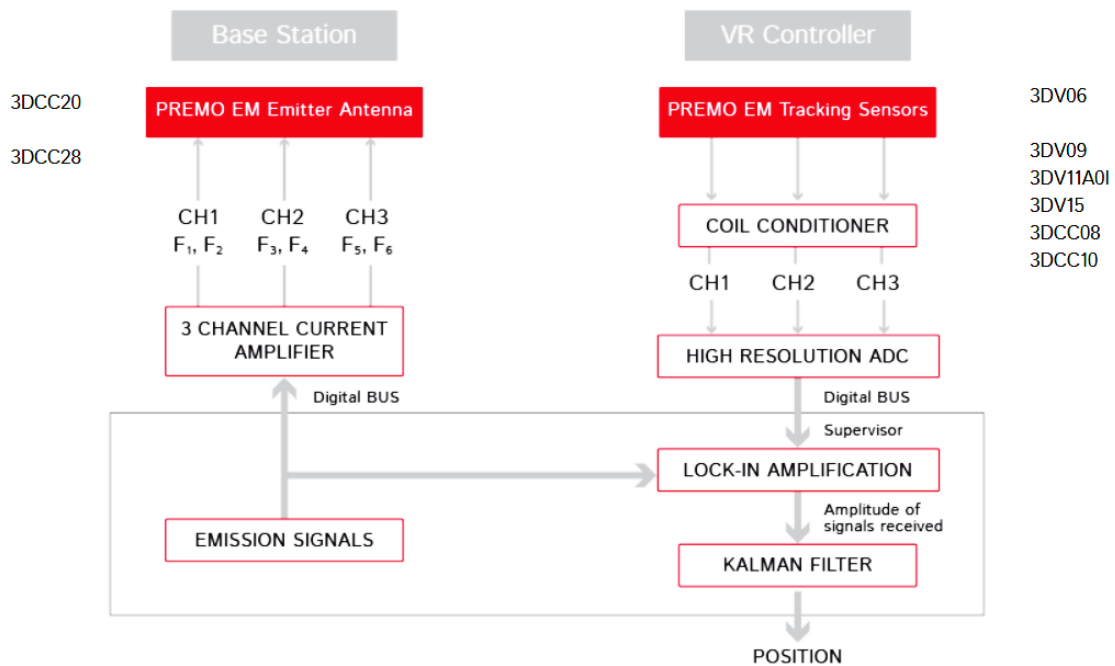 Base Station
VR Controller
3DCC20
3DCC28
PREMO EM Emitter Antenna
PREMO EM Tracking Sensors
3DV06
3DV09
3DV11A0I
3DV15
3DCC08
3DCC10
CH1
F₁, F₂
CH2
F₃, F₄
CH3
F₅, F₆
COIL CONDITIONER
CH1
CH2
CH3
3 CHANNEL CURRENT
AMPLIFIER
HIGH RESOLUTION ADC
Digital BUS
Digital BUS
Supervisor
LOCK-IN AMPLIFICATION
Amplitude of
signals received
EMISSION SIGNALS
KALMAN FILTER
POSITION